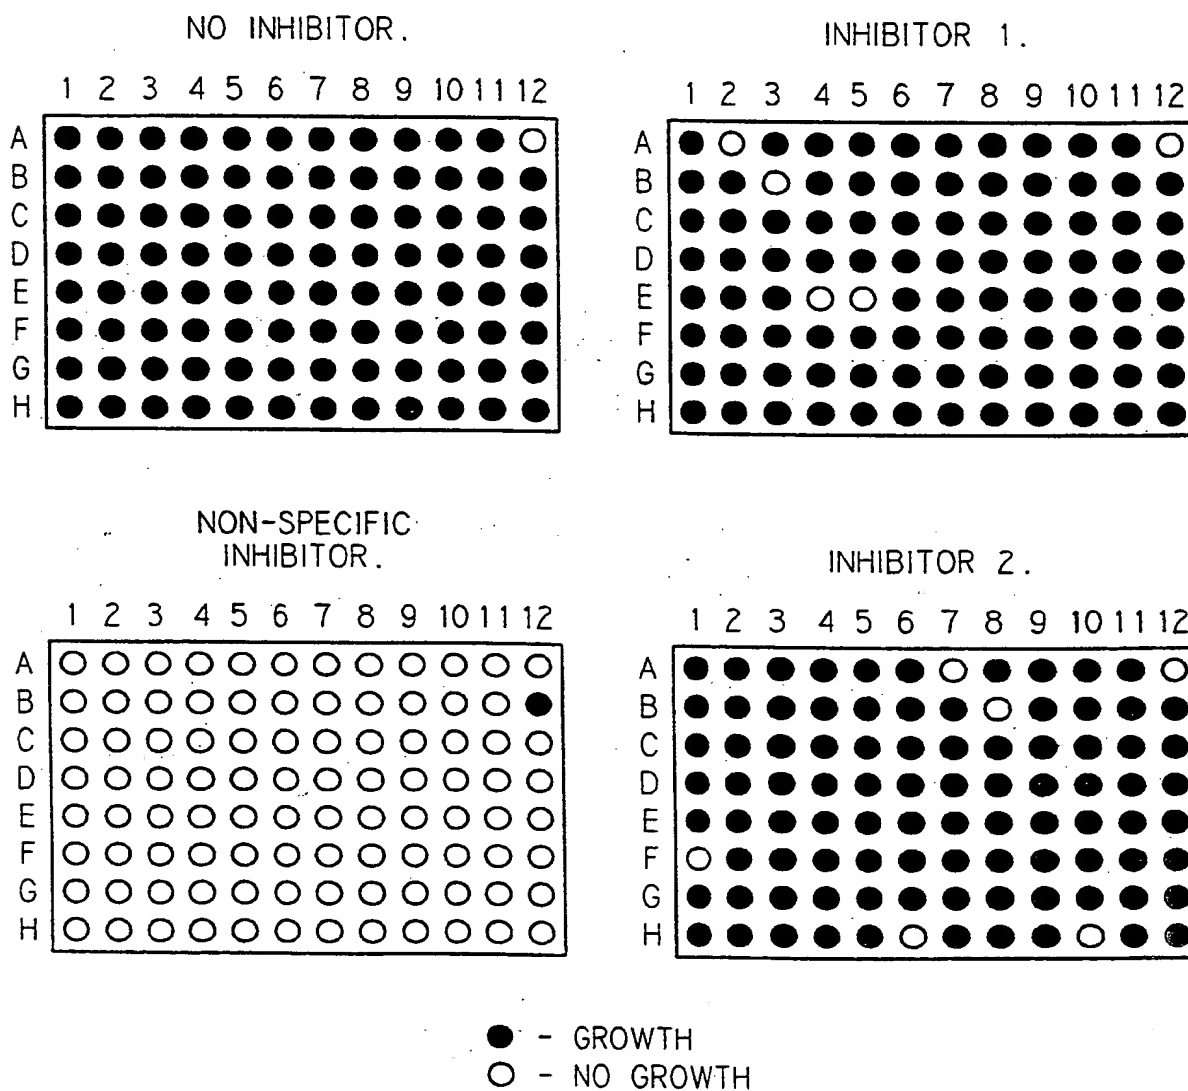 NO INHIBITOR.
1 2 3 4 5 6 7 8 9 10 11 12
A
B
C
D
E
F
G
H
INHIBITOR 1.
1 2 3 4 5 6 7 8 9 10 11 12
A
B
C
D
E
F
G
H
NON-SPECIFIC
INHIBITOR.
1 2 3 4 5 6 7 8 9 10 11 12
A
B
C
D
E
F
G
H
INHIBITOR 2.
1 2 3 4 5 6 7 8 9 10 11 12
A
B
C
D
E
F
G
H
- GROWTH
- NO GROWTH